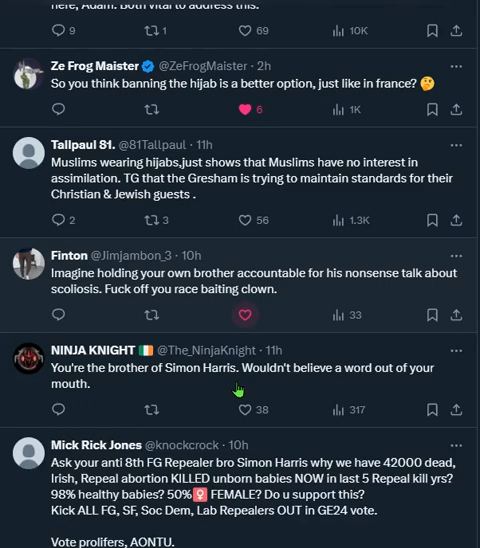 here, Adam. Both vital to address this.
9 1 69 10K
Ze Frog Maister @ZeFrogMaister · 2h
So you think banning the hijab is a better option, just like in france? 🤔
6 1K
Tallpaul 81. @81Tallpaul · 11h
Muslims wearing hijabs,just shows that Muslims have no interest in
assimilation. TG that the Gresham is trying to maintain standards for their
Christian & Jewish guests .
2 3 56 1.3K
Finton @Jimjambon_3 · 10h
Imagine holding your own brother accountable for his nonsense talk about
scoliosis. Fuck off you race baiting clown.
33
NINJA KNIGHT 🇮🇪 @The_NinjaKnight · 11h
You're the brother of Simon Harris. Wouldn't believe a word out of your
mouth.
38 317
Mick Rick Jones @knockcrock · 10h
Ask your anti 8th FG Repealer bro Simon Harris why we have 42000 dead,
Irish, Repeal abortion KILLED unborn babies NOW in last 5 Repeal kill yrs?
98% healthy babies? 50%🚺 FEMALE? Do u support this?
Kick ALL FG, SF, Soc Dem, Lab Repealers OUT in GE24 vote.
Vote prolifers, AONTU.